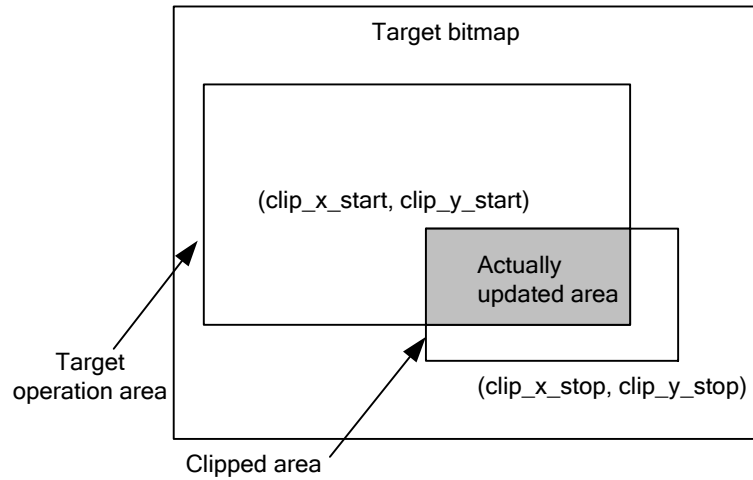 Target bitmap
(clip_x_start, clip_y_start)
Actually
updated area
Target
operation area
(clip_x_stop, clip_y_stop)
Clipped area